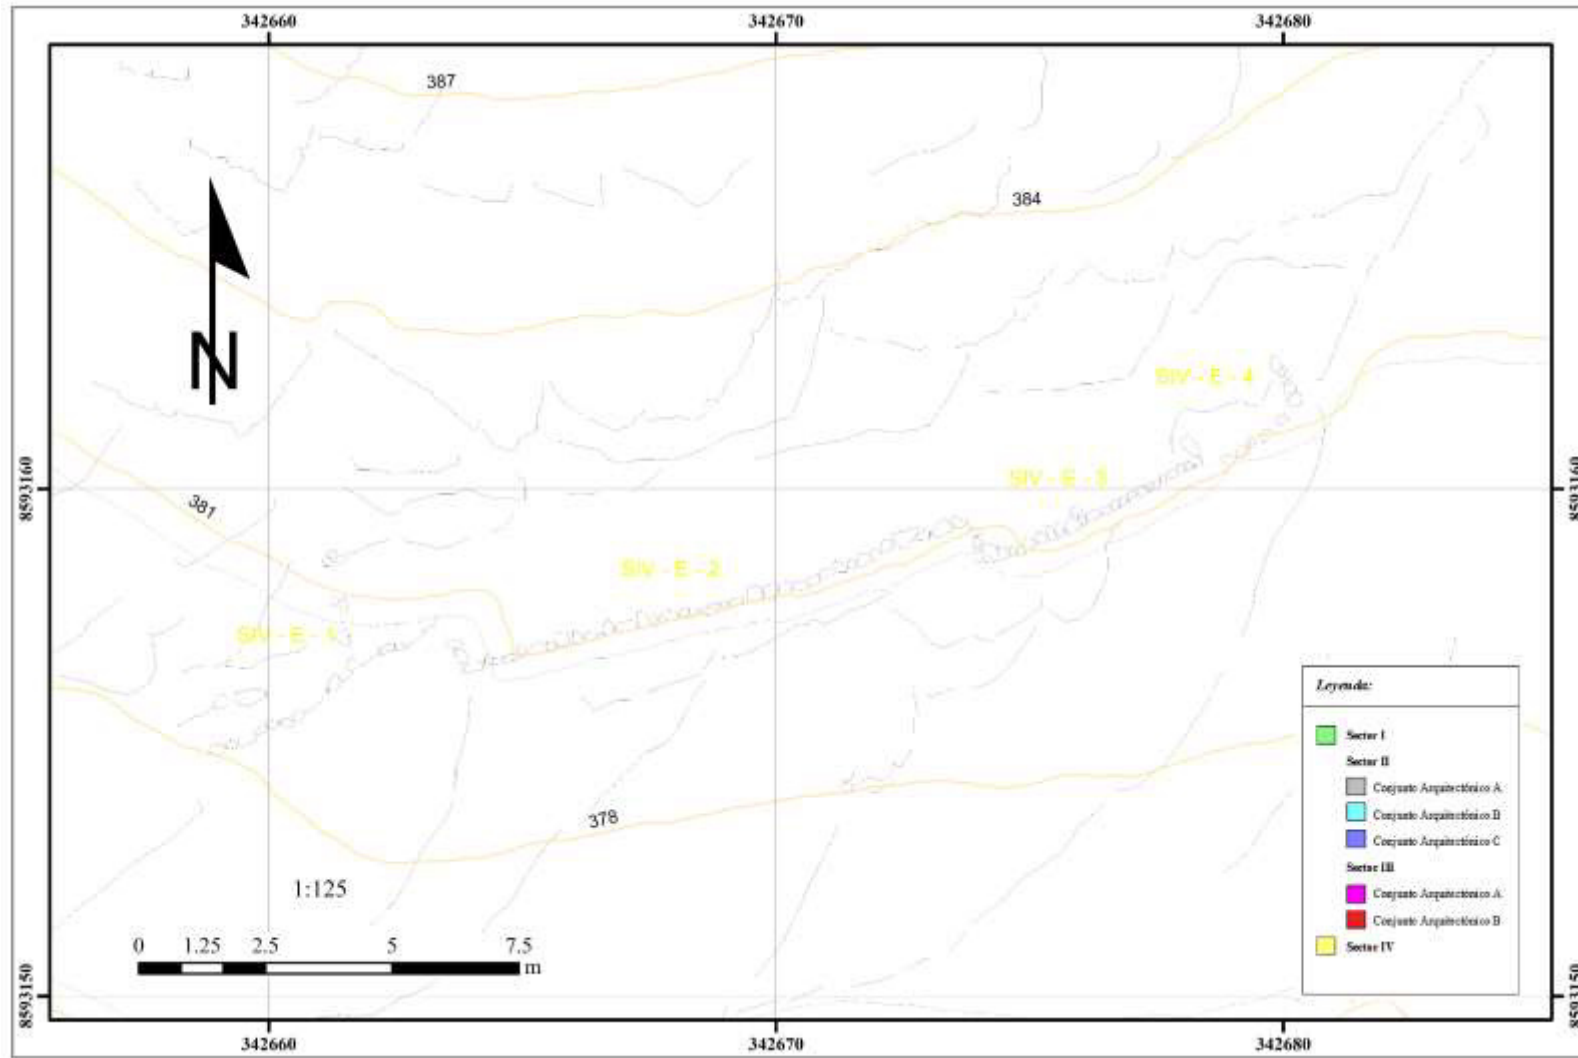 342660 342670 342680
387
384
N
SIV - E - 4
8593160 8593160
SIV - E - 3
381
SIV - E - 2
SIV - E - 1
Leyenda:
Sector I
Sector II
Conjunto Arquitectónico A
378
Conjunto Arquitectónico B
Conjunto Arquitectónico C
Sector III
1:125
Conjunto Arquitectónico A
Conjunto Arquitectónico B
0 1.25 2.5 5 7.5
Sector IV
m
8593150 8593150
342660 342670 342680